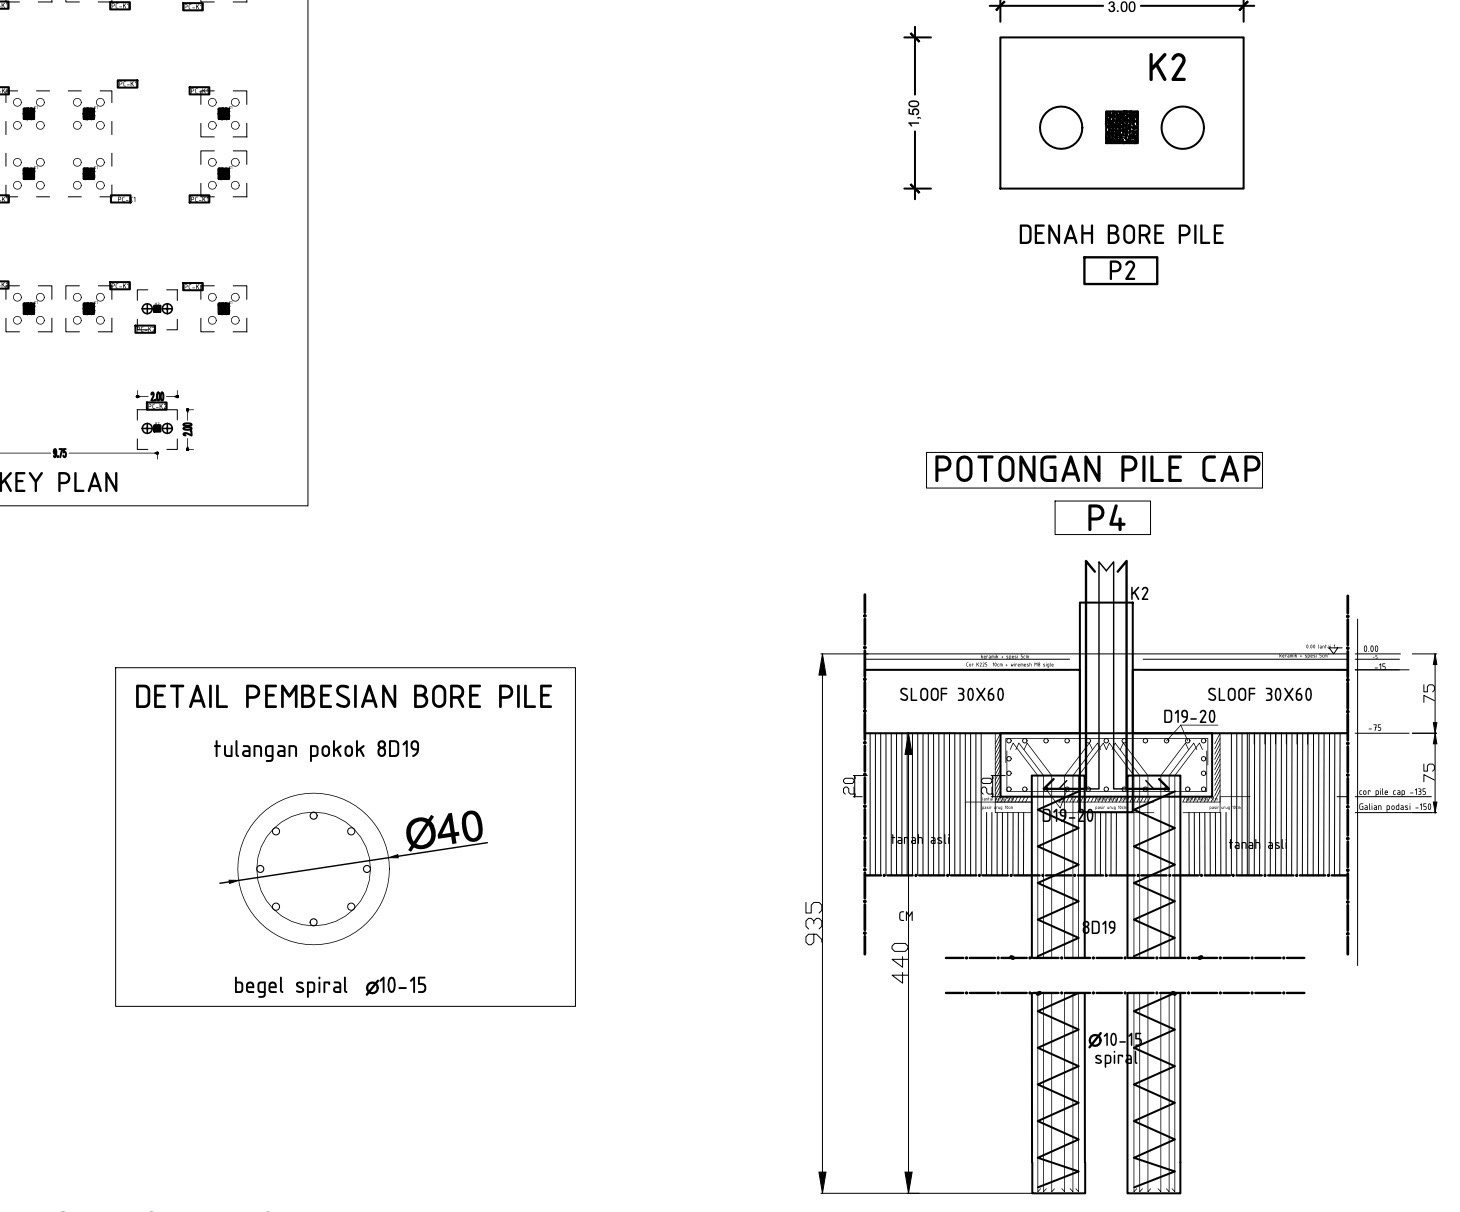 3.00
K2
1,50
DENAH BORE PILE
P2
PC-K1
2.00
2.00
9.75
KEY PLAN
POTONGAN PILE CAP
P4
K2
0.00
keramik + spesi 5cm
keramik + spesi 5cm
Cor K225 10cm + wiremesh M8 sigle
-15
SLOOF 30X60
SLOOF 30X60
75
D19-20
-75
75
20
20
cor pile cap -135
pasir urug 10cm
pasir urug 10cm
pasir urug 10cm
Galian podasi -150
D19-20
tanah asli
tanah asli
935
CM
440
8D19
Ø10-15
spiral
DETAIL PEMBESIAN BORE PILE
tulangan pokok 8D19
Ø40
begel spiral Ø10-15